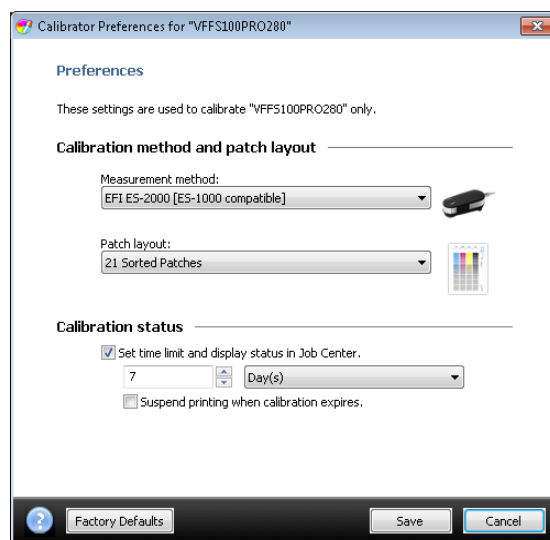 Calibrator Preferences for "VFFS100PRO280"
Preferences
These settings are used to calibrate "VFFS100PRO280" only.
Calibration method and patch layout
Measurement method:
EFI ES-2000 [ES-1000 compatible]
Patch layout:
21 Sorted Patches
Calibration status
Set time limit and display status in Job Center.
7 Day(s)
Suspend printing when calibration expires.
? Factory Defaults Save Cancel